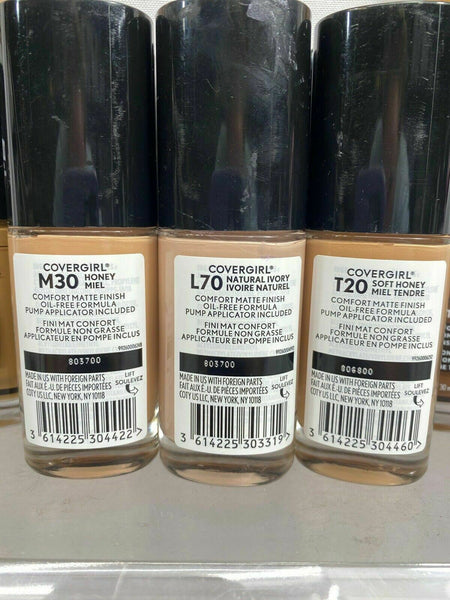 COVERGIRL®
M30 HONEY
MIEL
COMFORT MATTE FINISH
OIL-FREE FORMULA
PUMP APPLICATOR INCLUDED
FINI MAT CONFORT
FORMULE NON GRASSE
APPLICATEUR EN POMPE INCLUS
803700
MADE IN US WITH FOREIGN PARTS
FAIT AUX É.-U. DE PIÈCES IMPORTÉES
COTY US LLC, NEW YORK, NY 10118
LIFT
SOULEVEZ
3 614225 304422
COVERGIRL®
L70 NATURAL IVORY
IVOIRE NATUREL
COMFORT MATTE FINISH
OIL-FREE FORMULA
PUMP APPLICATOR INCLUDED
FINI MAT CONFORT
FORMULE NON GRASSE
APPLICATEUR EN POMPE INCLUS
803700
MADE IN US WITH FOREIGN PARTS
FAIT AUX É.-U. DE PIÈCES IMPORTÉES
COTY US LLC, NEW YORK, NY 10118
LIFT
SOULEVEZ
3 614225 303319
COVERGIRL®
T20 SOFT HONEY
MIEL TENDRE
COMFORT MATTE FINISH
OIL-FREE FORMULA
PUMP APPLICATOR INCLUDED
FINI MAT CONFORT
FORMULE NON GRASSE
APPLICATEUR EN POMPE INCLUS
806800
MADE IN US WITH FOREIGN PARTS
FAIT AUX É.-U. DE PIÈCES IMPORTÉES
COTY US LLC, NEW YORK, NY 10118
LIFT
SOULEVEZ
3 614225 304460